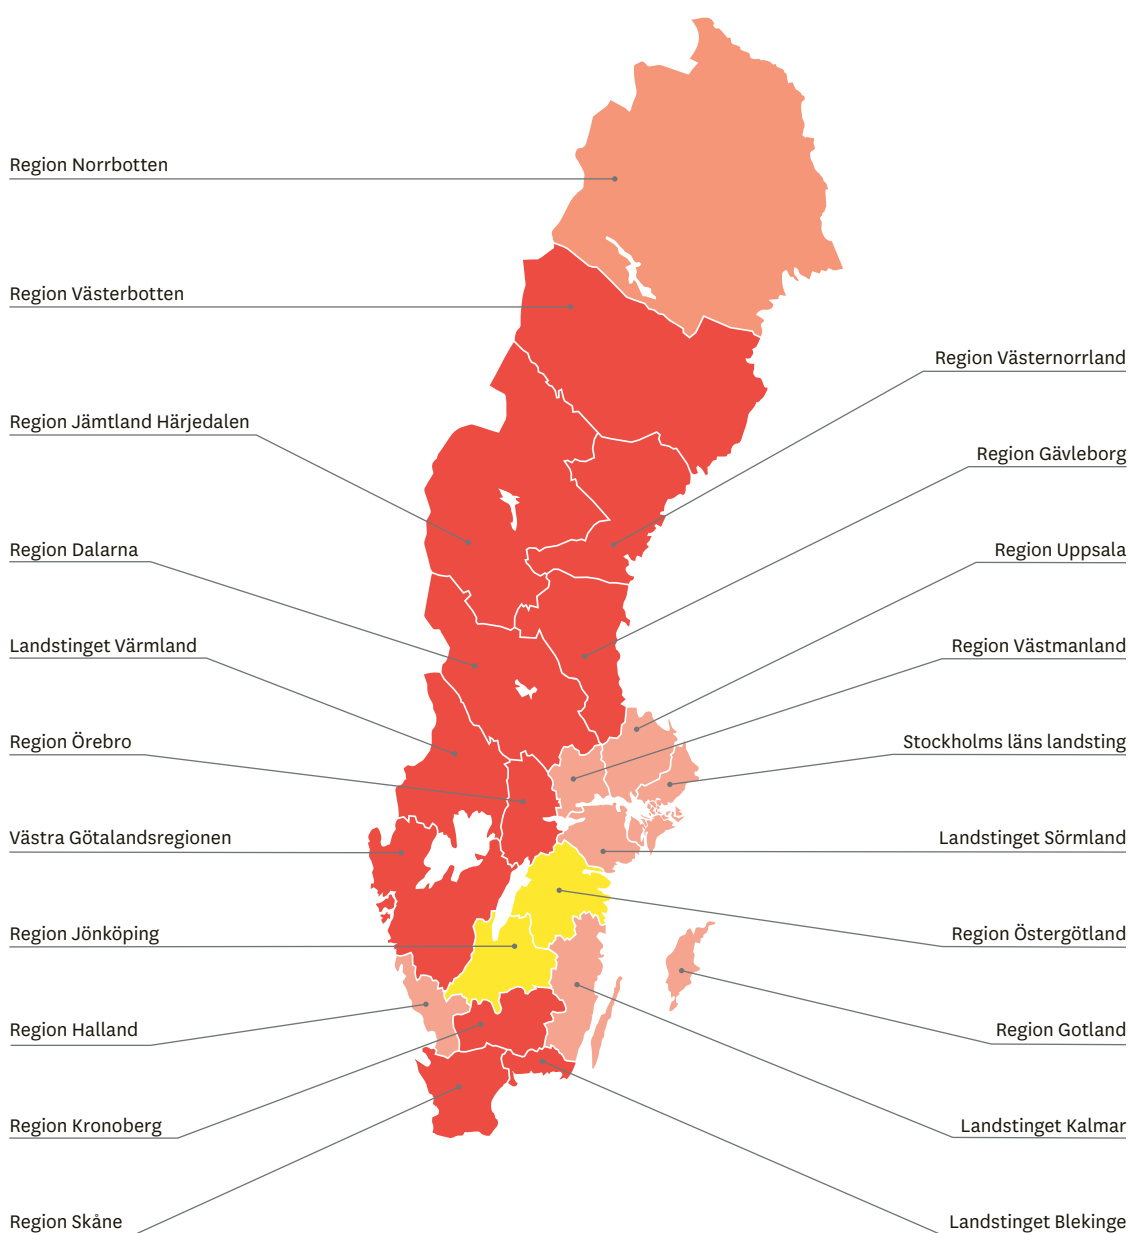 Region Norrbotten
Region Västerbotten
Region Västernorrland
Region Jämtland Härjedalen
Region Gävleborg
Region Dalarna
Region Uppsala
Landstinget Värmland
Region Västmanland
Region Örebro
Stockholms läns landsting
Västra Götalandsregionen
Landstinget Sörmland
Region Jönköping
Region Östergötland
Region Halland
Region Gotland
Region Kronoberg
Landstinget Kalmar
Region Skåne
Landstinget Blekinge